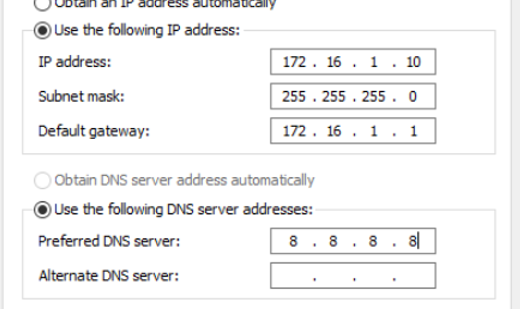 Obtain an IP address automatically
Use the following IP address:
IP address: 172 . 16 . 1 . 10
Subnet mask: 255 . 255 . 255 . 0
Default gateway: 172 . 16 . 1 . 1
Obtain DNS server address automatically
Use the following DNS server addresses:
Preferred DNS server: 8 . 8 . 8 . 8
Alternate DNS server: . . .